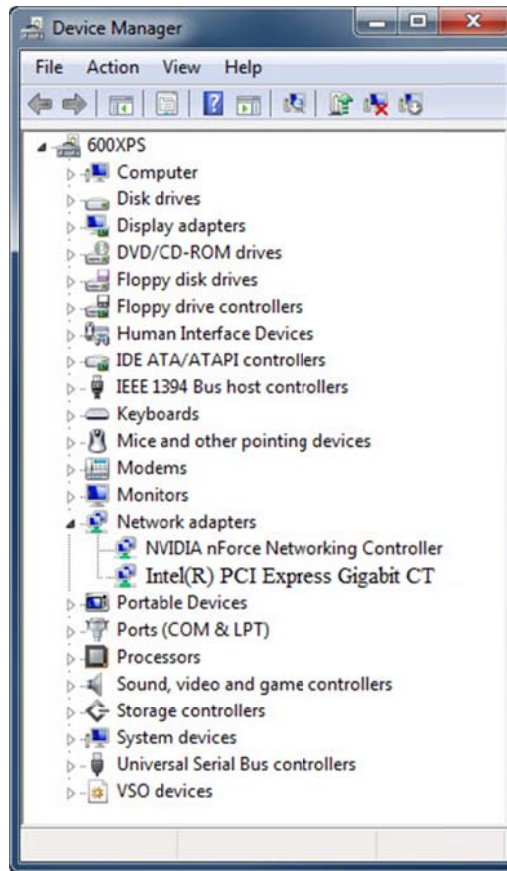 Device Manager
File Action View Help
600XPS
Computer
Disk drives
Display adapters
DVD/CD-ROM drives
Floppy disk drives
Floppy drive controllers
Human Interface Devices
IDE ATA/ATAPI controllers
IEEE 1394 Bus host controllers
Keyboards
Mice and other pointing devices
Modems
Monitors
Network adapters
NVIDIA nForce Networking Controller
Intel(R) PCI Express Gigabit CT
Portable Devices
Ports (COM & LPT)
Processors
Sound, video and game controllers
Storage controllers
System devices
Universal Serial Bus controllers
VSO devices